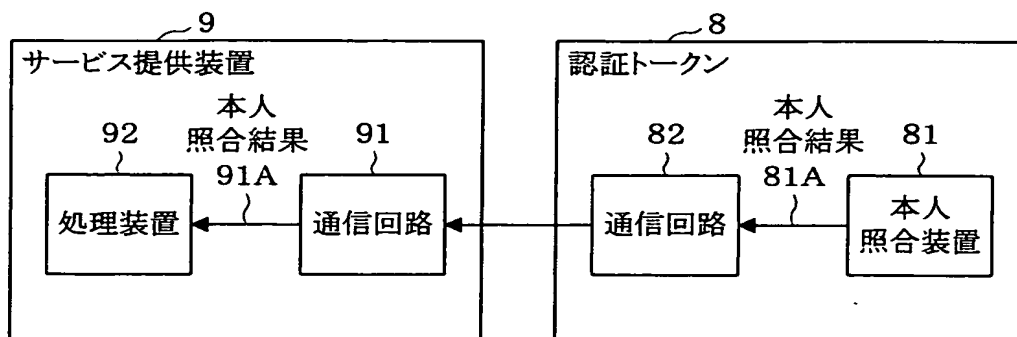 9
サービス提供装置
92
本人
照合結果
91A
91
処理装置
通信回路
8
認証トークン
82
本人
照合結果
81A
81
通信回路
本人
照合装置